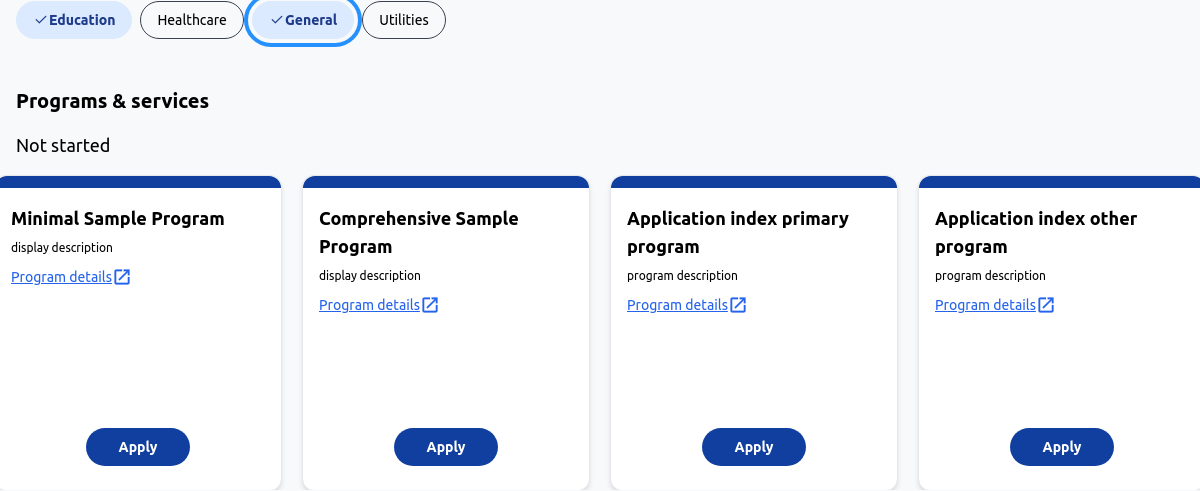 Education Healthcare General Utilities
Programs & services
Not started
Minimal Sample Program
display description
Program details
Apply
Comprehensive Sample
Program
display description
Program details
Apply
Application index primary
program
program description
Program details
Apply
Application index other
program
program description
Program details
Apply